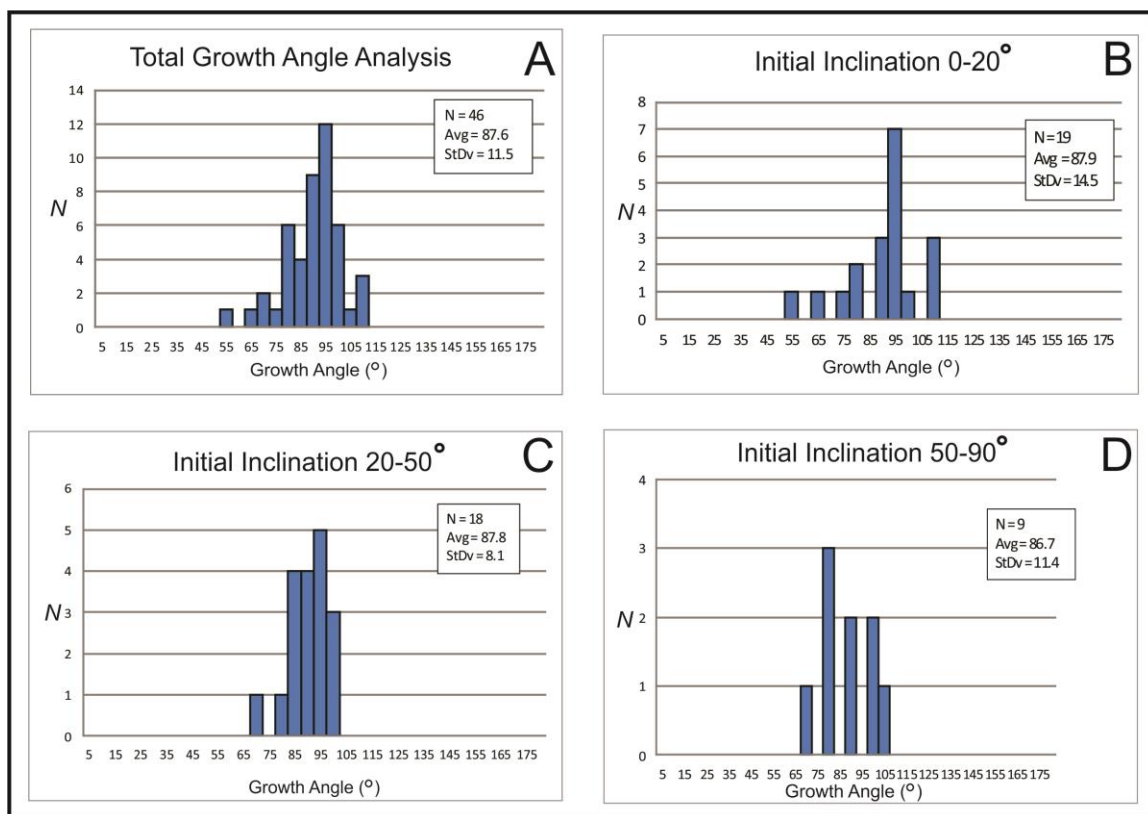 Total Growth Angle Analysis
A
14
12
10
8
6
4
2
0
N
N = 46
Avg = 87.6
StDv = 11.5
5 15 25 35 45 55 65 75 85 95 105 115 125 135 145 155 165 175
Growth Angle (°)
Initial Inclination 0-20°
B
8
7
6
5
4
3
2
1
0
N
N = 19
Avg = 87.9
StDv = 14.5
5 15 25 35 45 55 65 75 85 95 105 115 125 135 145 155 165 175
Growth Angle (°)
Initial Inclination 20-50°
C
6
5
4
3
2
1
0
N
N = 18
Avg = 87.8
StDv = 8.1
5 15 25 35 45 55 65 75 85 95 105 115 125 135 145 155 165 175
Growth Angle (°)
Initial Inclination 50-90°
D
4
3
2
1
0
N
N = 9
Avg = 86.7
StDv = 11.4
5 15 25 35 45 55 65 75 85 95 105 115 125 135 145 155 165 175
Growth Angle (°)